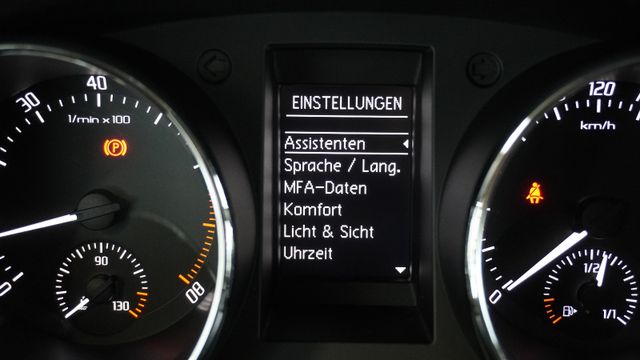 EINSTELLUNGEN
Assistenten
Sprache / Lang.
MFA-Daten
Komfort
Licht & Sicht
Uhrzeit
30
40
1/min x 100
P
80
90
130
120
km/h
0
1/2
1/1